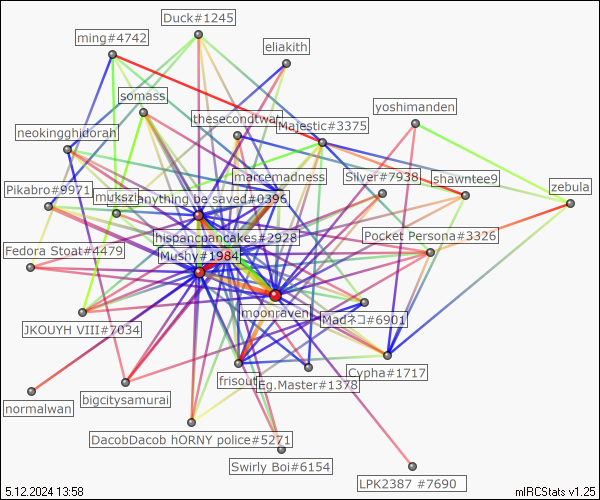 Duck#1245
ming#4742
eliakith
somass
yoshimanden
thesecondtwat
Majestic#3375
neokingghidorah
marcemadness
Silver#7938
shawntee9
zebula
Pikabro#9971
mukszi
anything be saved#0396
hispancpancakes#2928
Pocket Persona#3326
Fedora Stoat#4479
Mushy#1984
moonraven
Madネコ#6901
JKOUYH VIII#7034
Cypha#1717
frisout
Eg.Master#1378
normalwan
bigcitysamurai
DacobDacob hORNY police#5271
Swirly Boi#6154
LPK2387 #7690
5.12.2024 13:58
mIRCStats v1.25